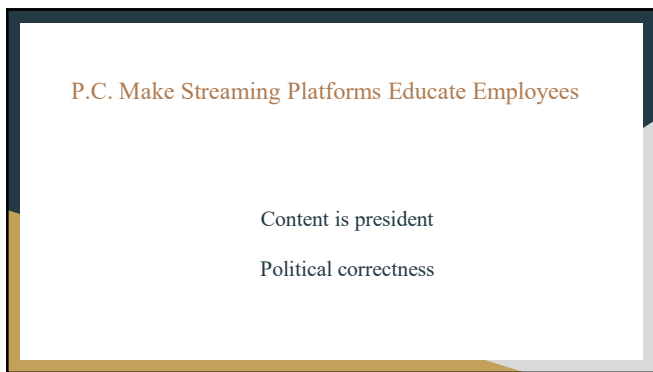 P.C. Make Streaming Platforms Educate Employees
Content is president
Political correctness